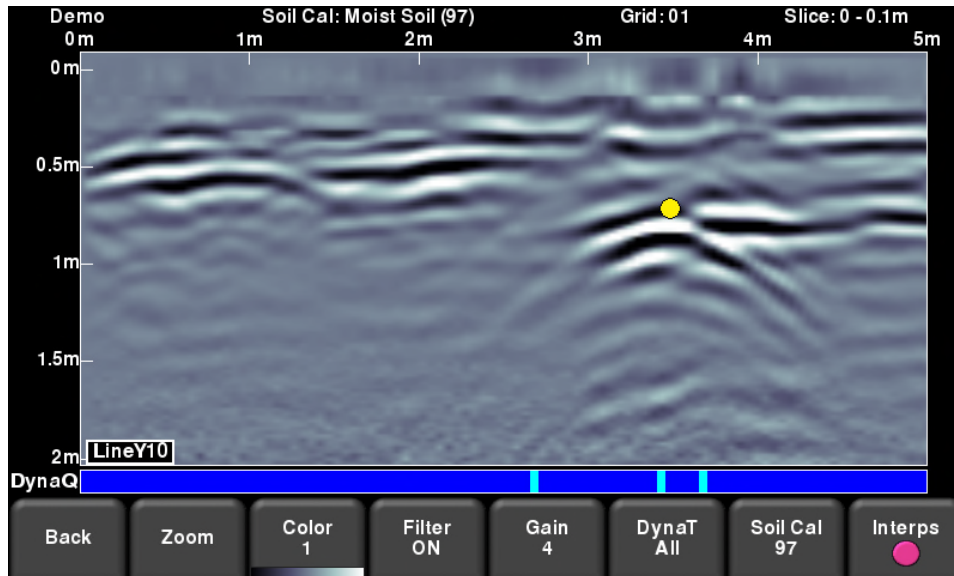 Demo Soil Cal: Moist Soil (97) Grid: 01 Slice: 0 - 0.1m
0m 1m 2m 3m 4m 5m
0m
0.5m
1m
1.5m
2m
LineY10
DynaQ
Back Zoom Color Filter Gain DynaT Soil Cal Interps
1 ON 4 All 97